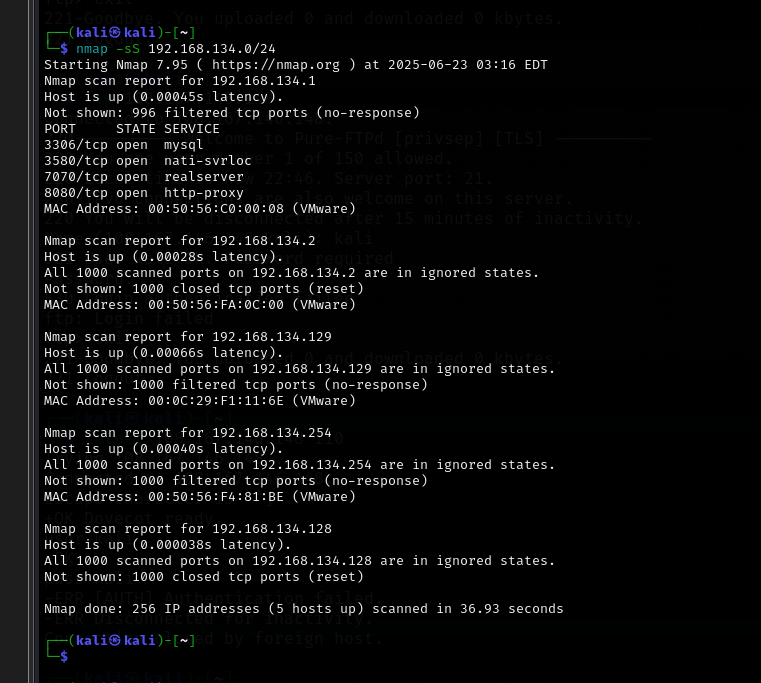 221-Goodbye. You uploaded 0 and downloaded 0 kbytes.
┌──(kali㉿kali)-[~]
└─$ nmap -sS 192.168.134.0/24
Starting Nmap 7.95 ( https://nmap.org ) at 2025-06-23 03:16 EDT
Nmap scan report for 192.168.134.1
Host is up (0.00045s latency).
Not shown: 996 filtered tcp ports (no-response)
PORT     STATE SERVICE
3306/tcp open  mysql
3580/tcp open  nati-svrloc
7070/tcp open  realserver
8080/tcp open  http-proxy
MAC Address: 00:50:56:C0:00:08 (VMware)
Nmap scan report for 192.168.134.2
Host is up (0.00028s latency).
All 1000 scanned ports on 192.168.134.2 are in ignored states.
Not shown: 1000 closed tcp ports (reset)
MAC Address: 00:50:56:FA:0C:00 (VMware)
Nmap scan report for 192.168.134.129
Host is up (0.00066s latency).
All 1000 scanned ports on 192.168.134.129 are in ignored states.
Not shown: 1000 filtered tcp ports (no-response)
MAC Address: 00:0C:29:F1:11:6E (VMware)
Nmap scan report for 192.168.134.254
Host is up (0.00040s latency).
All 1000 scanned ports on 192.168.134.254 are in ignored states.
Not shown: 1000 filtered tcp ports (no-response)
MAC Address: 00:50:56:F4:81:BE (VMware)
Nmap scan report for 192.168.134.128
Host is up (0.000038s latency).
All 1000 scanned ports on 192.168.134.128 are in ignored states.
Not shown: 1000 closed tcp ports (reset)
Nmap done: 256 IP addresses (5 hosts up) scanned in 36.93 seconds
┌──(kali㉿kali)-[~]
└─$